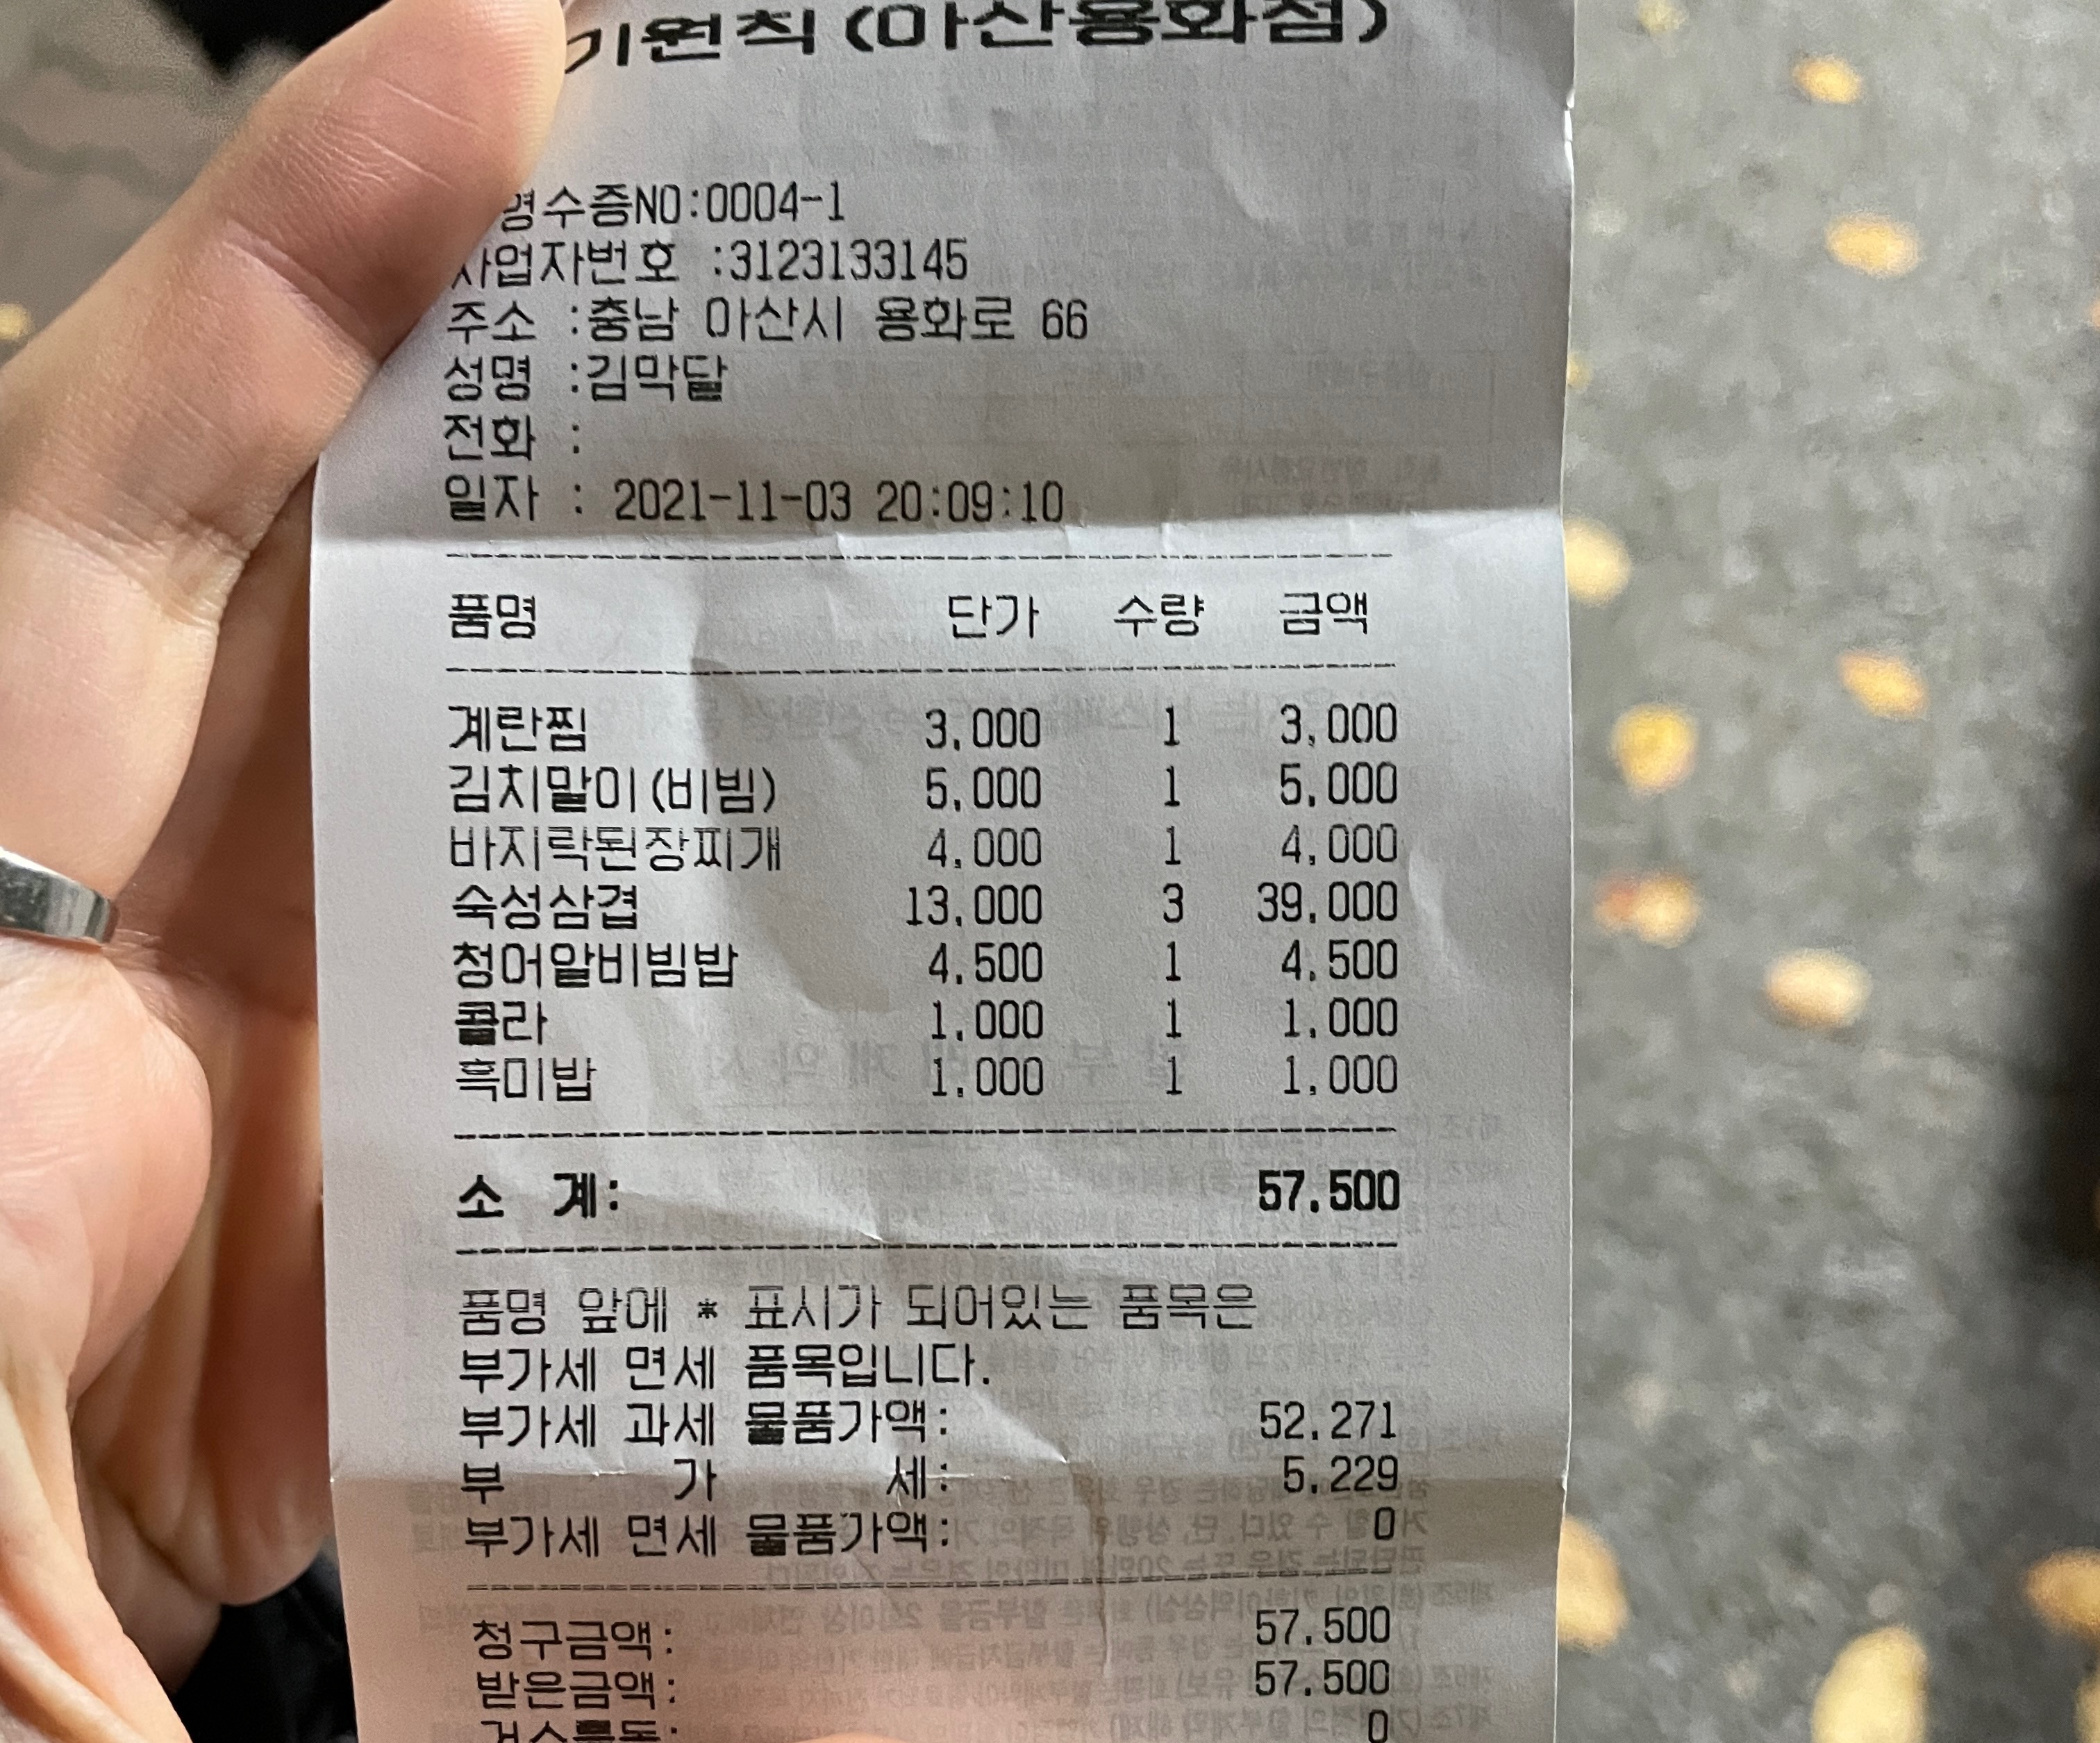 기원칙 (아산용화점)
영수증NO:0004-1
사업자번호 :3123133145
주소 :충남 아산시 용화로 66
성명 :김막달
전화 :
일자 : 2021-11-03 20:09:10
품명 단가 수량 금액
계란찜 3,000 1 3,000
김치말이(비빔) 5,000 1 5,000
바지락된장찌개 4,000 1 4,000
숙성삼겹 13,000 3 39,000
청어알비빔밥 4,500 1 4,500
콜라 1,000 1 1,000
흑미밥 1,000 1 1,000
소 계: 57,500
품명 앞에 * 표시가 되어있는 품목은
부가세 면세 품목입니다.
부가세 과세 물품가액: 52,271
부 가 세: 5,229
부가세 면세 물품가액: 0
청구금액: 57,500
받은금액: 57,500
거스름돈: 0